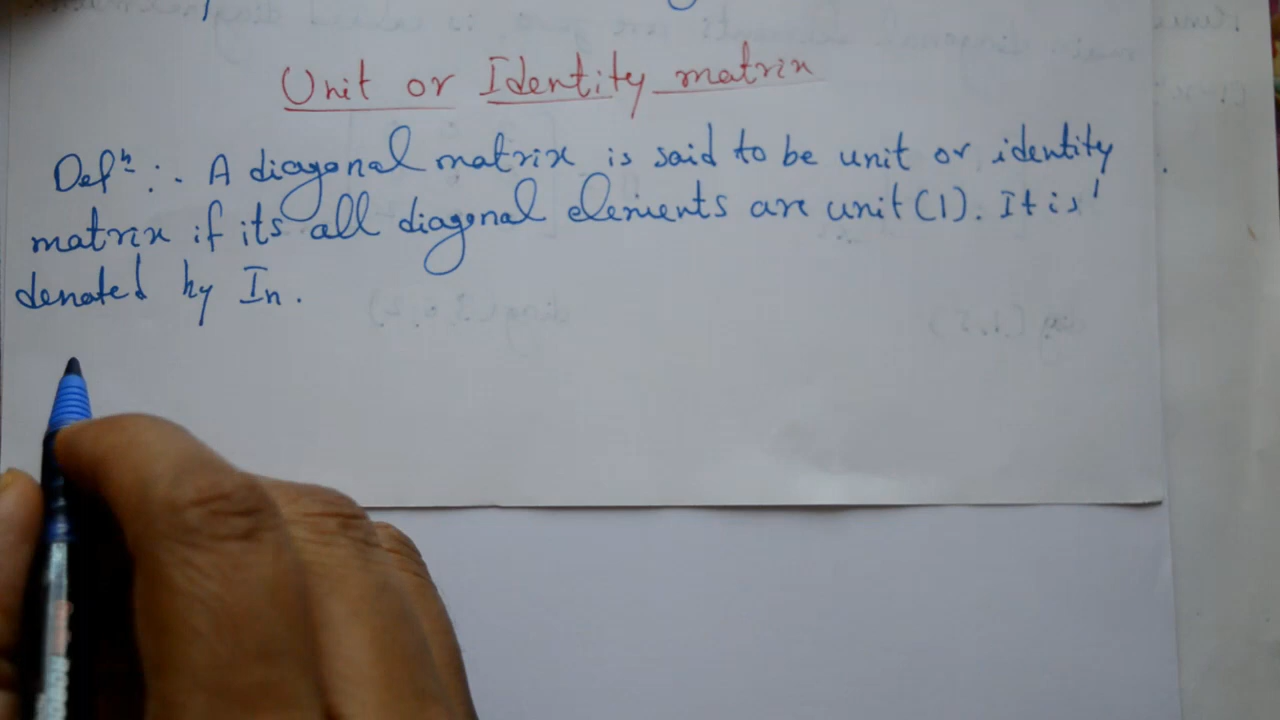 Unit or Identity matrix
Defⁿ :- A diagonal matrix is said to be unit or identity
matrix if its all diagonal elements are unit (1). It is
denoted by In.